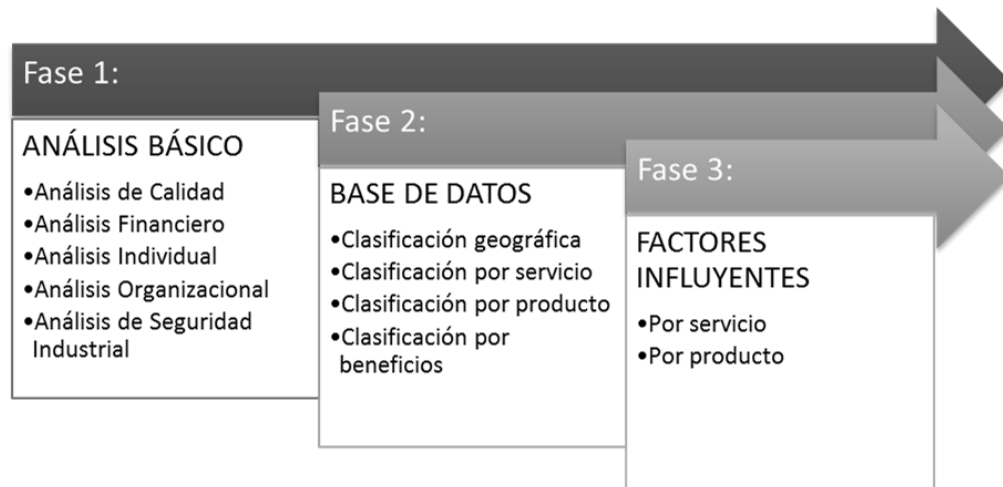 Fase 1:
ANÁLISIS BÁSICO
•Análisis de Calidad
•Análisis Financiero
•Análisis Individual
•Análisis Organizacional
•Análisis de Seguridad
Industrial
Fase 2:
BASE DE DATOS
•Clasificación geográfica
•Clasificación por servicio
•Clasificación por producto
•Clasificación por
beneficios
Fase 3:
FACTORES
INFLUYENTES
•Por servicio
•Por producto